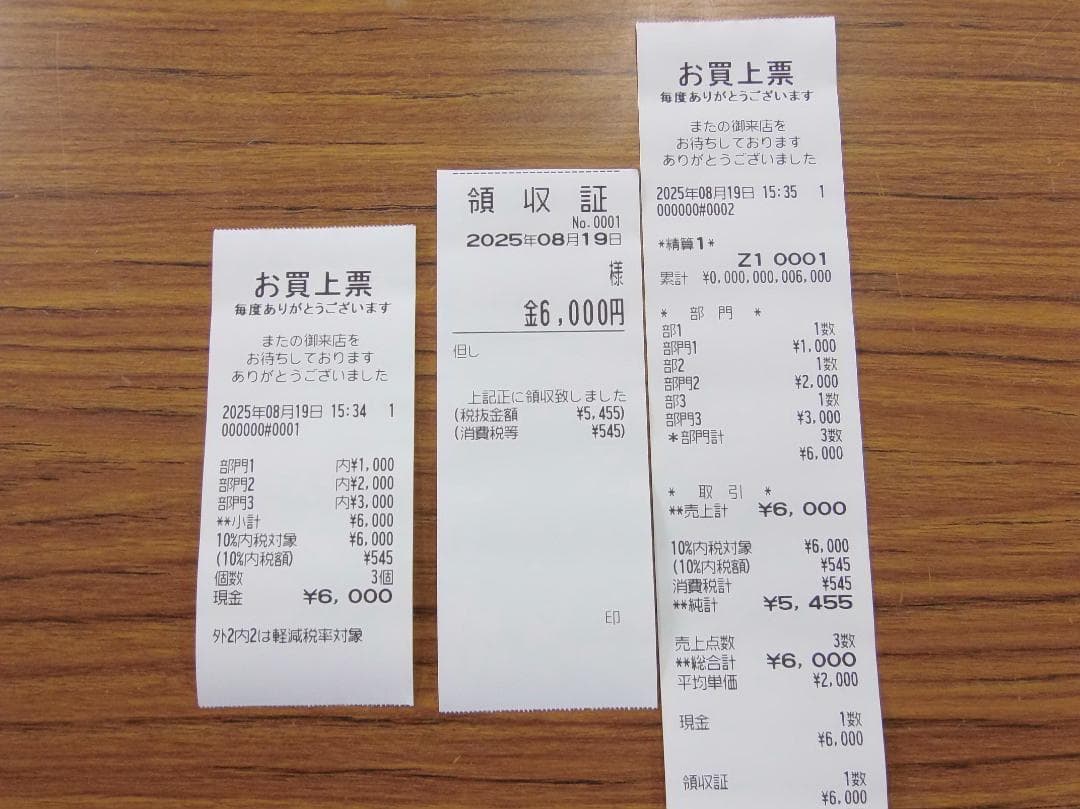 お買上票
毎度ありがとうございます
またの御来店を
お待ちしております
ありがとうございました
2025年08月19日 15:34 1
000000#0001
部門1 内¥1,000
部門2 内¥2,000
部門3 内¥3,000
**小計 ¥6,000
10%内税対象 ¥6,000
(10%内税額) ¥545
個数 3個
現金 ¥6,000
外2内2は軽減税率対象
領収証
No.0001
2025年08月19日
様
金6,000円
但し
上記正に領収致しました
(税抜金額 ¥5,455)
(消費税等 ¥545)
印
お買上票
毎度ありがとうございます
またの御来店を
お待ちしております
ありがとうございました
2025年08月19日 15:35 1
000000#0002
*精算1*
Z1 0001
累計 ¥0,000,000,006,000
* 部 門 *
部1 1数
部門1 ¥1,000
部2 1数
部門2 ¥2,000
部3 1数
部門3 ¥3,000
*部門計 3数
¥6,000
* 取 引 *
**売上計 ¥6,000
10%内税対象 ¥6,000
(10%内税額) ¥545
消費税計 ¥545
**純計 ¥5,455
売上点数 3数
**総合計 ¥6,000
平均単価 ¥2,000
現金 1数
¥6,000
領収証 1数
¥6,000